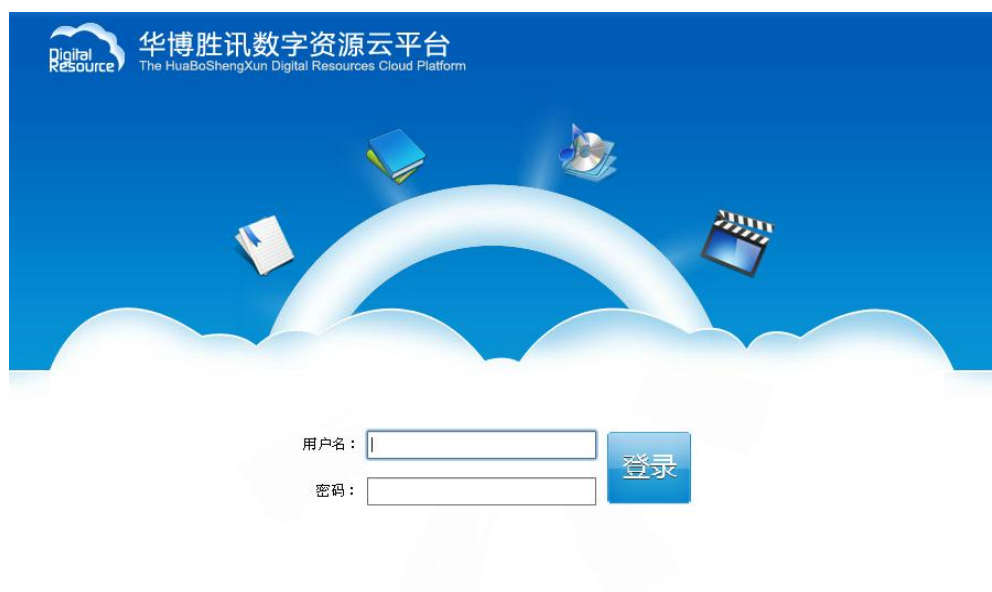 Digital
Resource
华博胜讯数字资源云平台
The HuaBoShengXun Digital Resources Cloud Platform
用户名：
密码：
登录